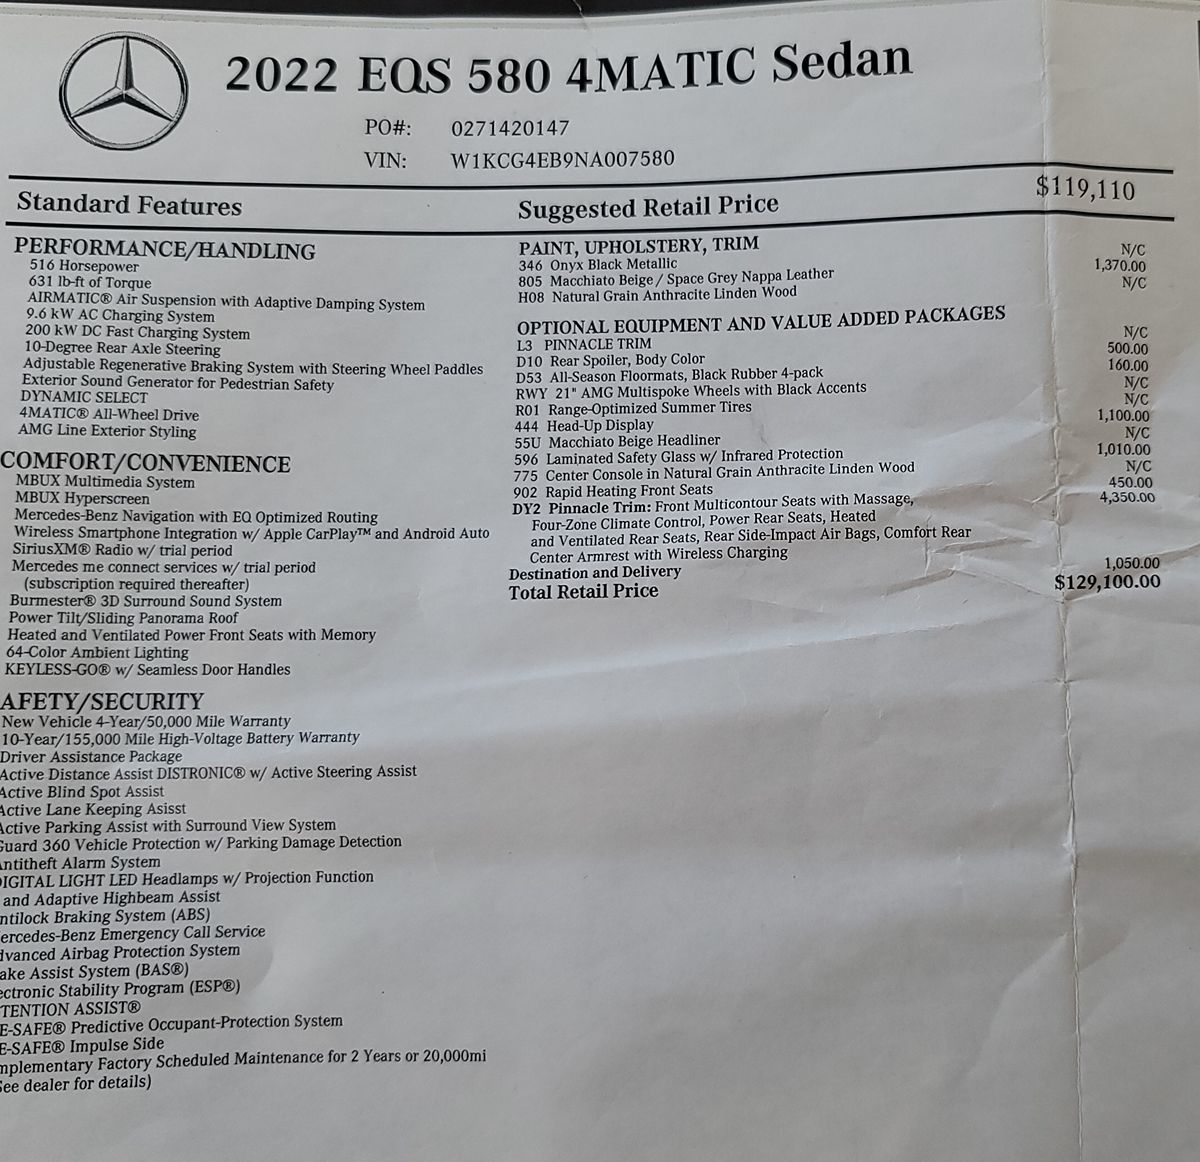 2022 EQS 580 4MATIC Sedan
PO#: 0271420147
VIN: W1KCG4EB9NA007580
Standard Features
PERFORMANCE/HANDLING
516 Horsepower
631 lb-ft of Torque
AIRMATIC® Air Suspension with Adaptive Damping System
9.6 kW AC Charging System
200 kW DC Fast Charging System
10-Degree Rear Axle Steering
Adjustable Regenerative Braking System with Steering Wheel Paddles
Exterior Sound Generator for Pedestrian Safety
DYNAMIC SELECT
4MATIC® All-Wheel Drive
AMG Line Exterior Styling
COMFORT/CONVENIENCE
MBUX Multimedia System
MBUX Hyperscreen
Mercedes-Benz Navigation with EQ Optimized Routing
Wireless Smartphone Integration w/ Apple CarPlay™ and Android Auto
SiriusXM® Radio w/ trial period
Mercedes me connect services w/ trial period
(subscription required thereafter)
Burmester® 3D Surround Sound System
Power Tilt/Sliding Panorama Roof
Heated and Ventilated Power Front Seats with Memory
64-Color Ambient Lighting
KEYLESS-GO® w/ Seamless Door Handles
AFETY/SECURITY
New Vehicle 4-Year/50,000 Mile Warranty
10-Year/155,000 Mile High-Voltage Battery Warranty
Driver Assistance Package
Active Distance Assist DISTRONIC® w/ Active Steering Assist
Active Blind Spot Assist
Active Lane Keeping Asisst
Active Parking Assist with Surround View System
Guard 360 Vehicle Protection w/ Parking Damage Detection
Antitheft Alarm System
DIGITAL LIGHT LED Headlamps w/ Projection Function
and Adaptive Highbeam Assist
ntilock Braking System (ABS)
ercedes-Benz Emergency Call Service
dvanced Airbag Protection System
ake Assist System (BAS®)
ectronic Stability Program (ESP®)
TENTION ASSIST®
E-SAFE® Predictive Occupant-Protection System
E-SAFE® Impulse Side
mplementary Factory Scheduled Maintenance for 2 Years or 20,000mi
See dealer for details)
Suggested Retail Price $119,110
PAINT, UPHOLSTERY, TRIM
346 Onyx Black Metallic N/C
805 Macchiato Beige / Space Grey Nappa Leather 1,370.00
H08 Natural Grain Anthracite Linden Wood N/C
OPTIONAL EQUIPMENT AND VALUE ADDED PACKAGES
L3 PINNACLE TRIM N/C
D10 Rear Spoiler, Body Color 500.00
D53 All-Season Floormats, Black Rubber 4-pack 160.00
RWY 21" AMG Multispoke Wheels with Black Accents N/C
R01 Range-Optimized Summer Tires N/C
444 Head-Up Display 1,100.00
55U Macchiato Beige Headliner N/C
596 Laminated Safety Glass w/ Infrared Protection 1,010.00
775 Center Console in Natural Grain Anthracite Linden Wood N/C
902 Rapid Heating Front Seats 450.00
DY2 Pinnacle Trim: Front Multicontour Seats with Massage, 4,350.00
Four-Zone Climate Control, Power Rear Seats, Heated
and Ventilated Rear Seats, Rear Side-Impact Air Bags, Comfort Rear
Center Armrest with Wireless Charging
Destination and Delivery 1,050.00
Total Retail Price $129,100.00